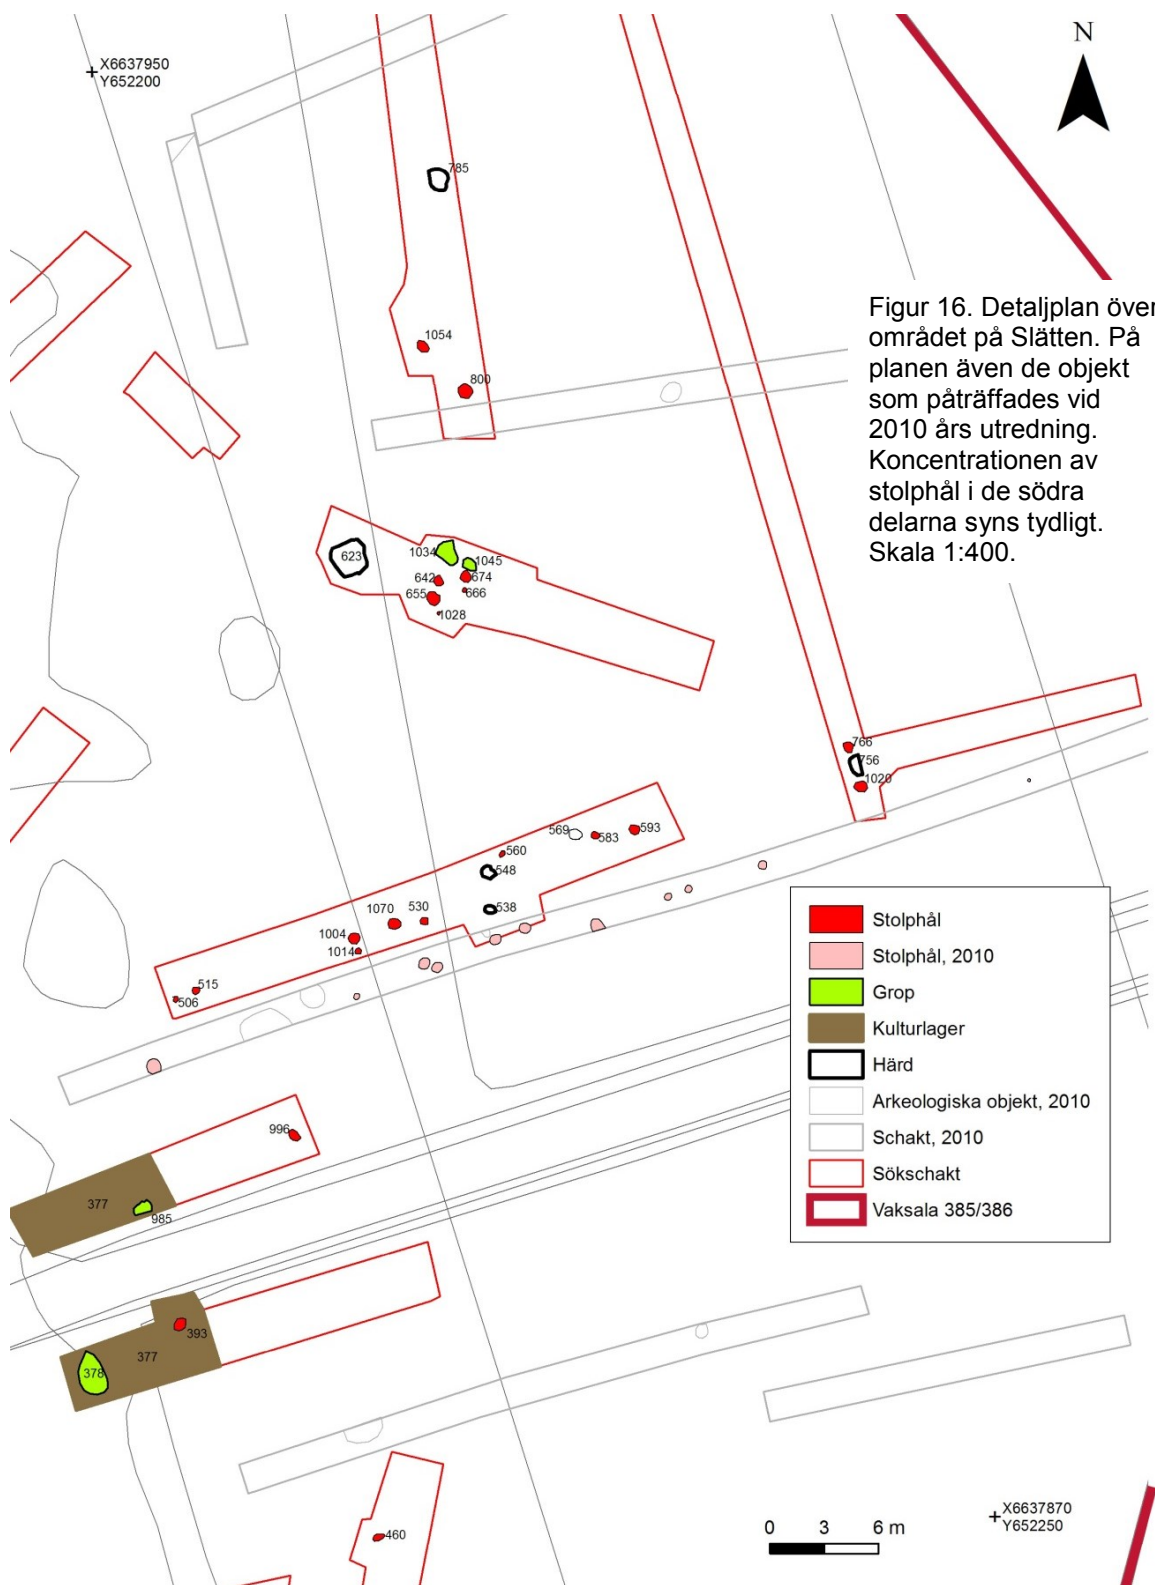 X6637950
Y652200
N
785
Figur 16. Detaljplan över
området på Slätten. På
planen även de objekt
som påträffades vid
2010 års utredning.
Koncentrationen av
stolphål i de södra
delarna syns tydligt.
Skala 1:400.
1054
800
623
1034
1045
642
674
655
666
1028
766
756
1020
569
583
593
560
548
538
1070
530
1004
1014
515
506
Stolphål
Stolphål, 2010
Grop
Kulturlager
Härd
Arkeologiska objekt, 2010
Schakt, 2010
Sökschakt
Vaksala 385/386
996
377
985
393
377
378
460
0 3 6 m
X6637870
Y652250